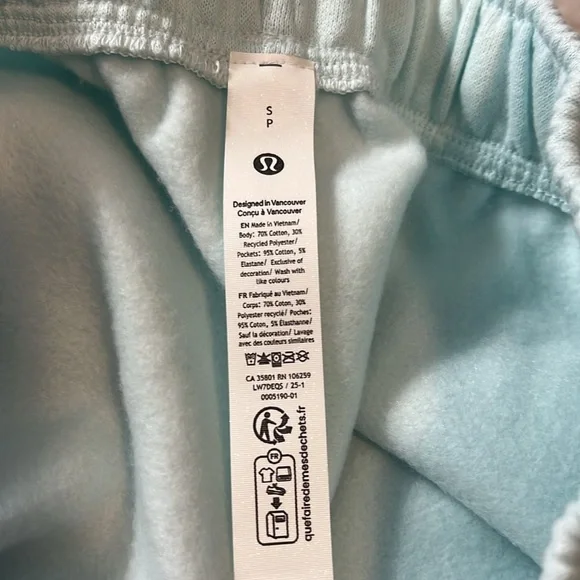 S
P
Designed in Vancouver
Conçu à Vancouver
EN Made in Vietnam/
Body: 70% Cotton, 30%
Recycled Polyester/
Pockets: 95% Cotton, 5%
Elastane/ Exclusive of
decoration/ Wash with
like colours
FR Fabriqué au Vietnam/
Corps: 70% Coton, 30%
Polyester recyclé/ Poches:
95% Coton, 5% Élasthanne/
Sauf la décoration/ Lavage
avec des couleurs similaires
CA 35801 RN 106259
LW7DEQS / 25-1
0005190-01
FR
quefairedemesdechets.fr